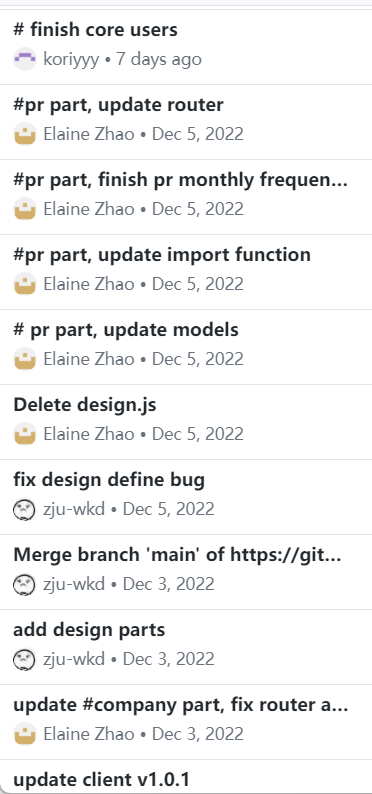 # finish core users
koriyyy • 7 days ago
#pr part, update router
Elaine Zhao • Dec 5, 2022
#pr part, finish pr monthly frequen...
Elaine Zhao • Dec 5, 2022
#pr part, update import function
Elaine Zhao • Dec 5, 2022
# pr part, update models
Elaine Zhao • Dec 5, 2022
Delete design.js
Elaine Zhao • Dec 5, 2022
fix design define bug
zju-wkd • Dec 5, 2022
Merge branch 'main' of https://git...
zju-wkd • Dec 3, 2022
add design parts
zju-wkd • Dec 3, 2022
update #company part, fix router a...
Elaine Zhao • Dec 3, 2022
update client v1.0.1